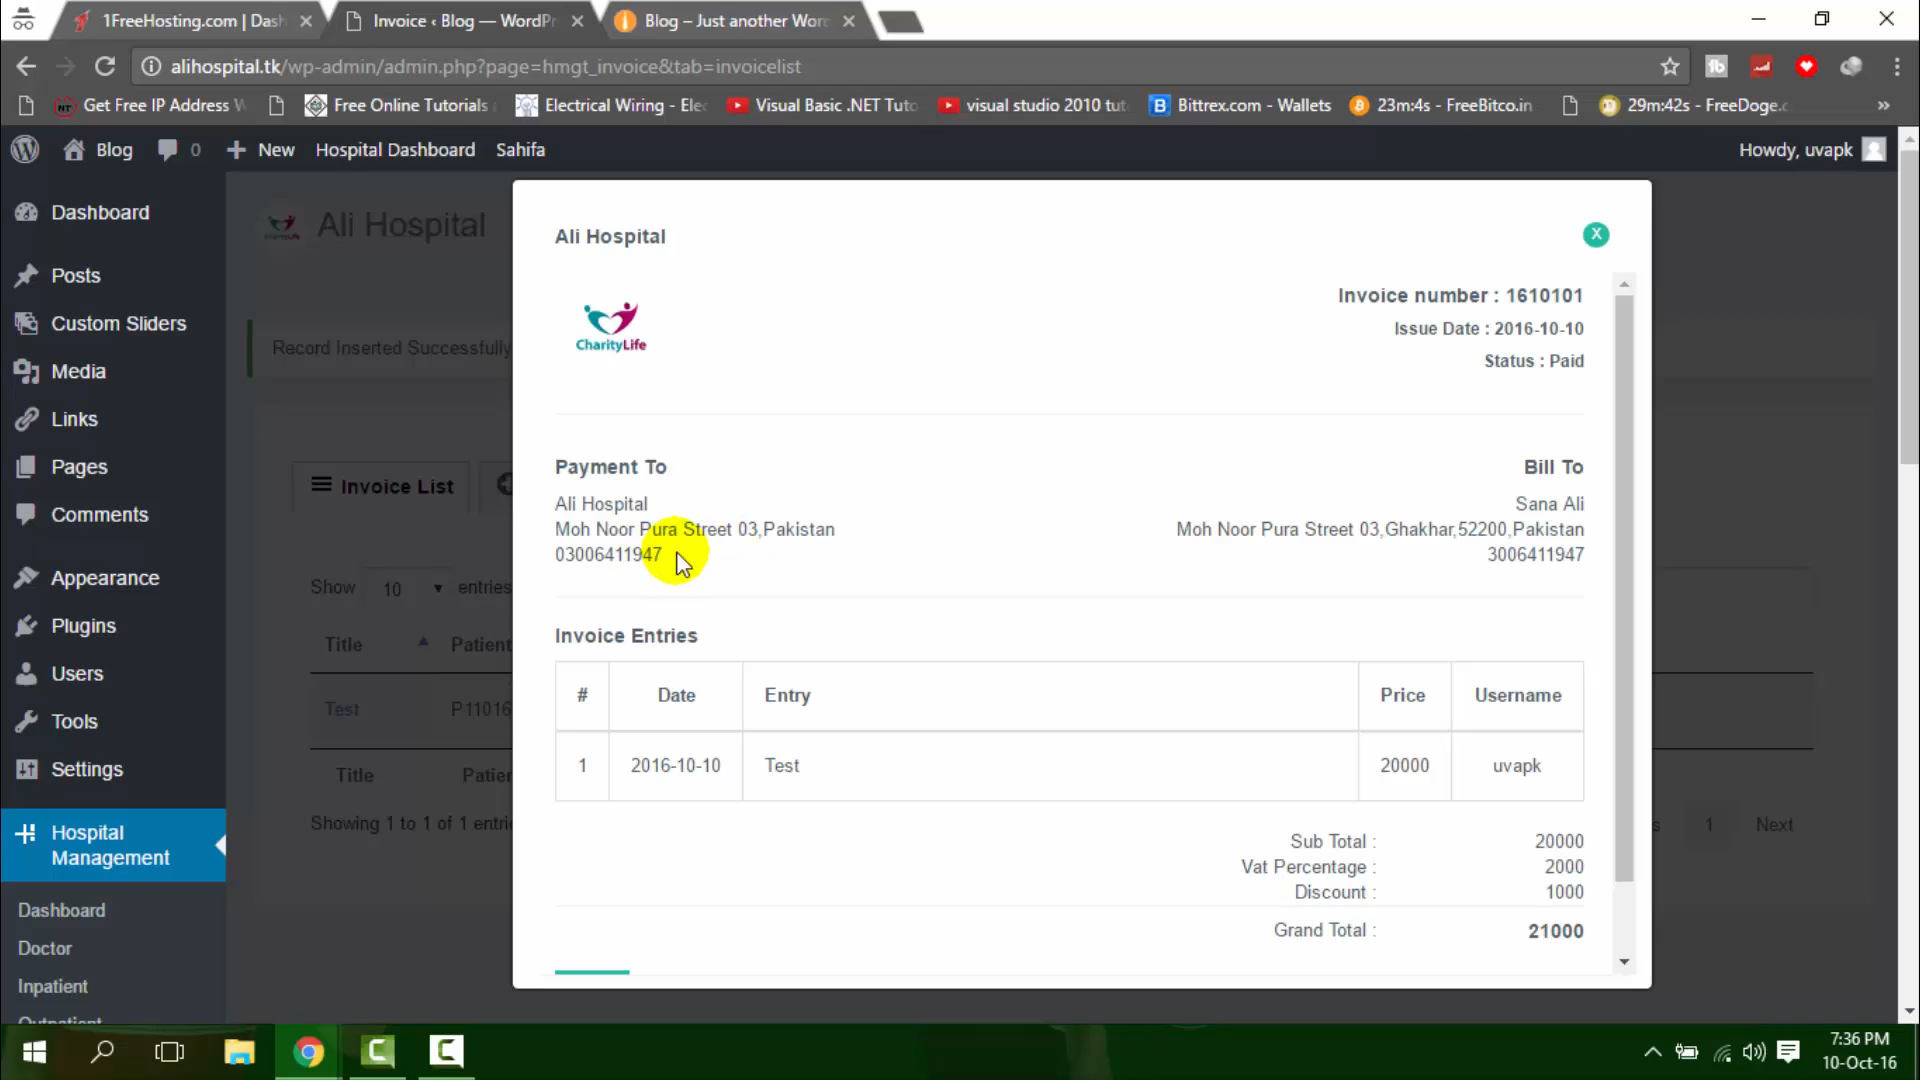 1FreeHosting.com | Dash
Invoice ‹ Blog — WordPr
Blog – Just another Wor
alihospital.tk/wp-admin/admin.php?page=hmgt_invoice&tab=invoicelist
Get Free IP Address
Free Online Tutorials
Electrical Wiring - Ele
Visual Basic .NET Tuto
visual studio 2010 tut
Bittrex.com - Wallets
23m:4s - FreeBitco.in
29m:42s - FreeDoge.c
»
Blog
0
New
Hospital Dashboard
Sahifa
Howdy, uvapk
Dashboard
Posts
Custom Sliders
Media
Links
Pages
Comments
Appearance
Plugins
Users
Tools
Settings
Hospital
Management
Dashboard
Doctor
Inpatient
Outpatient
Ali Hospital
Record Inserted Successfully
Invoice List
Show 10 entries
Title Patient
Test P11016
Title Patie
Showing 1 to 1 of 1 entri
s 1 Next
Ali Hospital
X
CharityLife
Invoice number : 1610101
Issue Date : 2016-10-10
Status : Paid
Payment To
Ali Hospital
Moh Noor Pura Street 03,Pakistan
03006411947
Bill To
Sana Ali
Moh Noor Pura Street 03,Ghakhar,52200,Pakistan
3006411947
Invoice Entries
# Date Entry Price Username
1 2016-10-10 Test 20000 uvapk
Sub Total : 20000
Vat Percentage : 2000
Discount : 1000
Grand Total : 21000
7:36 PM
10-Oct-16